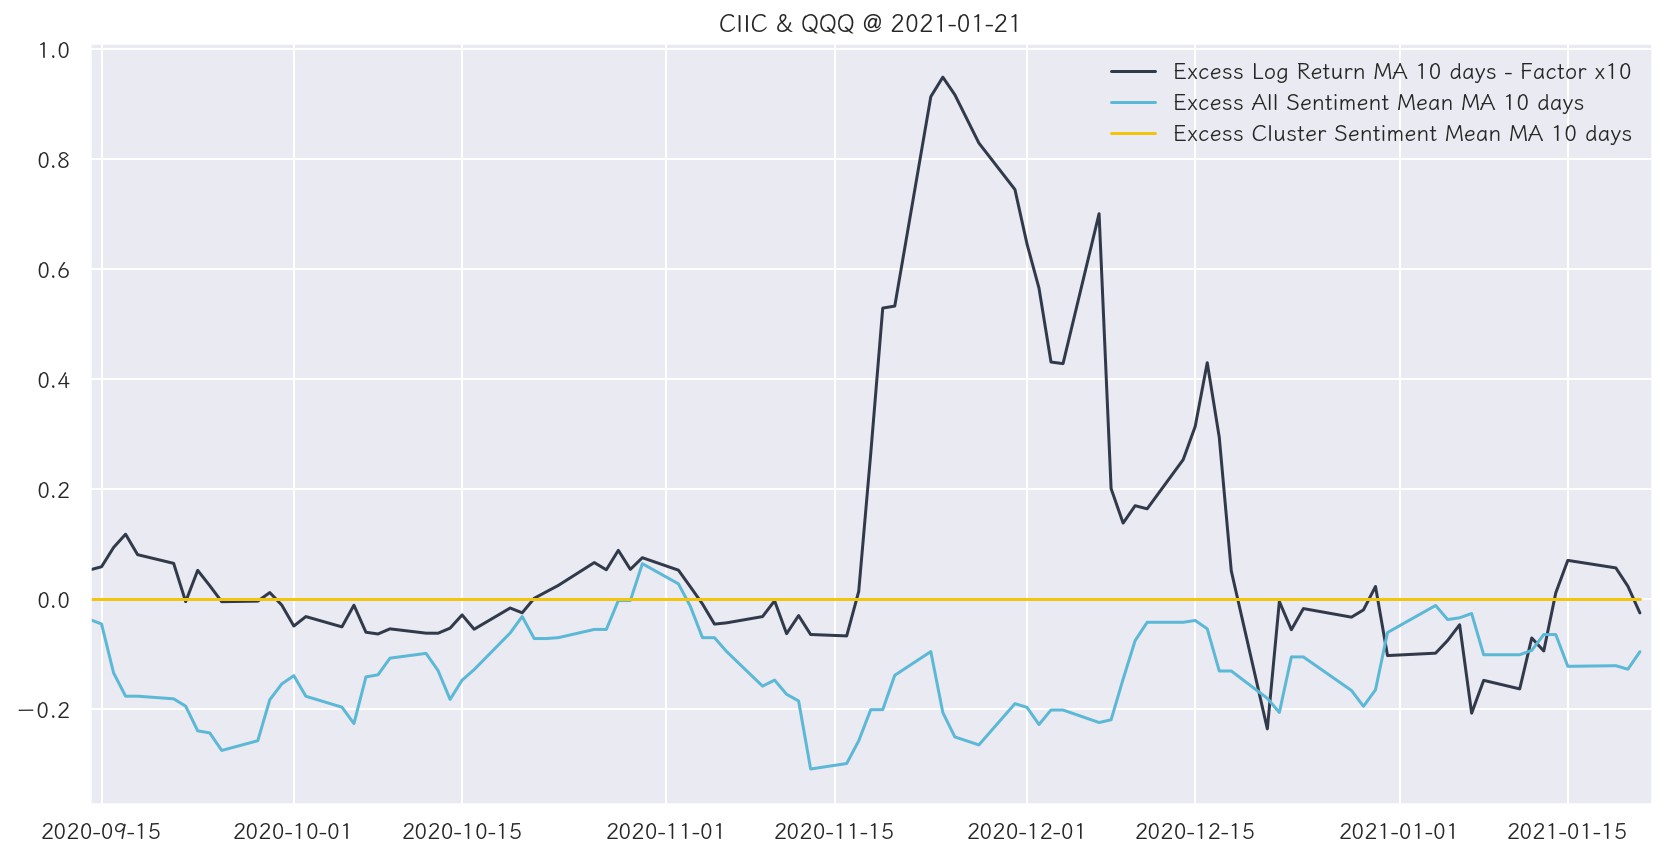 CIIC & QQQ @ 2021-01-21
1.0
0.8
0.6
0.4
0.2
0.0
−0.2
Excess Log Return MA 10 days - Factor x10
Excess All Sentiment Mean MA 10 days
Excess Cluster Sentiment Mean MA 10 days
2020-09-15 2020-10-01 2020-10-15 2020-11-01 2020-11-15 2020-12-01 2020-12-15 2021-01-01 2021-01-15